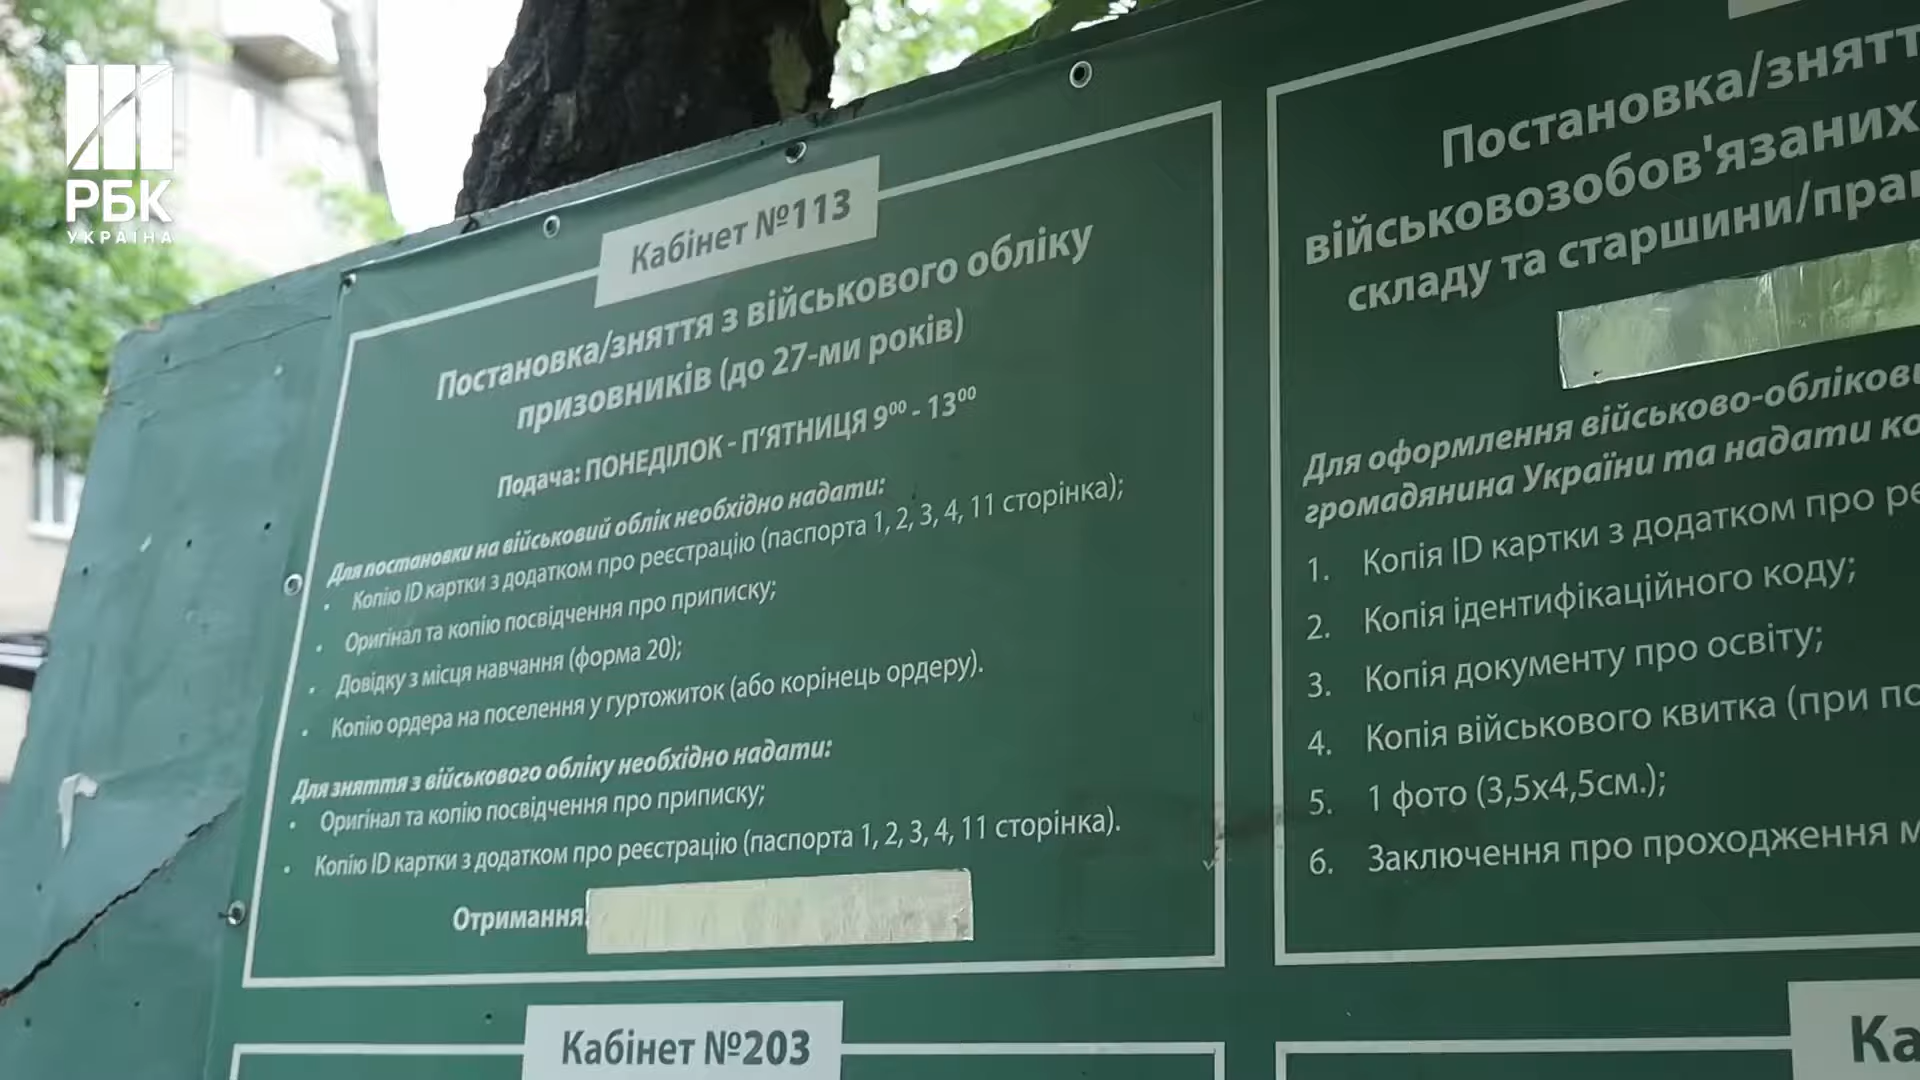 РБК
УКРАЇНА
Кабінет №113
Постановка/зняття з військового обліку
призовників (до 27-ми років)
Подача: ПОНЕДІЛОК - П'ЯТНИЦЯ 9⁰⁰ - 13⁰⁰
Для постановки на військовий облік необхідно надати:
• Копію ID картки з додатком про реєстрацію (паспорта 1, 2, 3, 4, 11 сторінка);
• Оригінал та копію посвідчення про приписку;
• Довідку з місця навчання (форма 20);
• Копію ордера на поселення у гуртожиток (або корінець ордеру).
Для зняття з військового обліку необхідно надати:
• Оригінал та копію посвідчення про приписку;
• Копію ID картки з додатком про реєстрацію (паспорта 1, 2, 3, 4, 11 сторінка).
Отримання:
Постановка/знятт
військовозобов'язаних
складу та старшини/пра
Для оформлення військово-обліков
громадянина України та надати ко
1. Копія ID картки з додатком про ре
2. Копія ідентифікаційного коду;
3. Копія документу про освіту;
4. Копія військового квитка (при по
5. 1 фото (3,5х4,5см.);
6. Заключення про проходження м
Кабінет №203
Ка